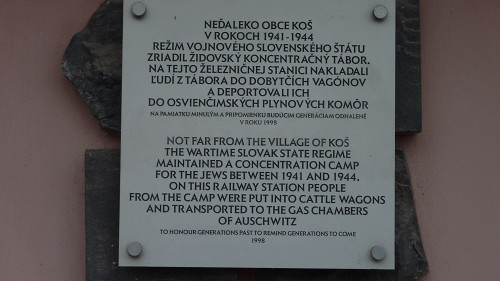 NEĎALEKO OBCE KOŠ
V ROKOCH 1941-1944
REŽIM VOJNOVÉHO SLOVENSKÉHO ŠTÁTU
ZRIADIL ŽIDOVSKÝ KONCENTRAČNÝ TÁBOR.
NA TEJTO ŽELEZNIČNEJ STANICI NAKLADALI
ĽUDÍ Z TÁBORA DO DOBYTČÍCH VAGÓNOV
A DEPORTOVALI ICH
DO OSVIENČIMSKÝCH PLYNOVÝCH KOMÔR
NA PAMIATKU MINULÝM A PRIPOMIENKU BUDÚCIM GENERÁCIAM ODHALENÉ
V ROKU 1998
NOT FAR FROM THE VILLAGE OF KOŠ
THE WARTIME SLOVAK STATE REGIME
MAINTAINED A CONCENTRATION CAMP
FOR THE JEWS BETWEEN 1941 AND 1944.
ON THIS RAILWAY STATION PEOPLE
FROM THE CAMP WERE PUT INTO CATTLE WAGONS
AND TRANSPORTED TO THE GAS CHAMBERS
OF AUSCHWITZ
TO HONOUR GENERATIONS PAST TO REMIND GENERATIONS TO COME
1998